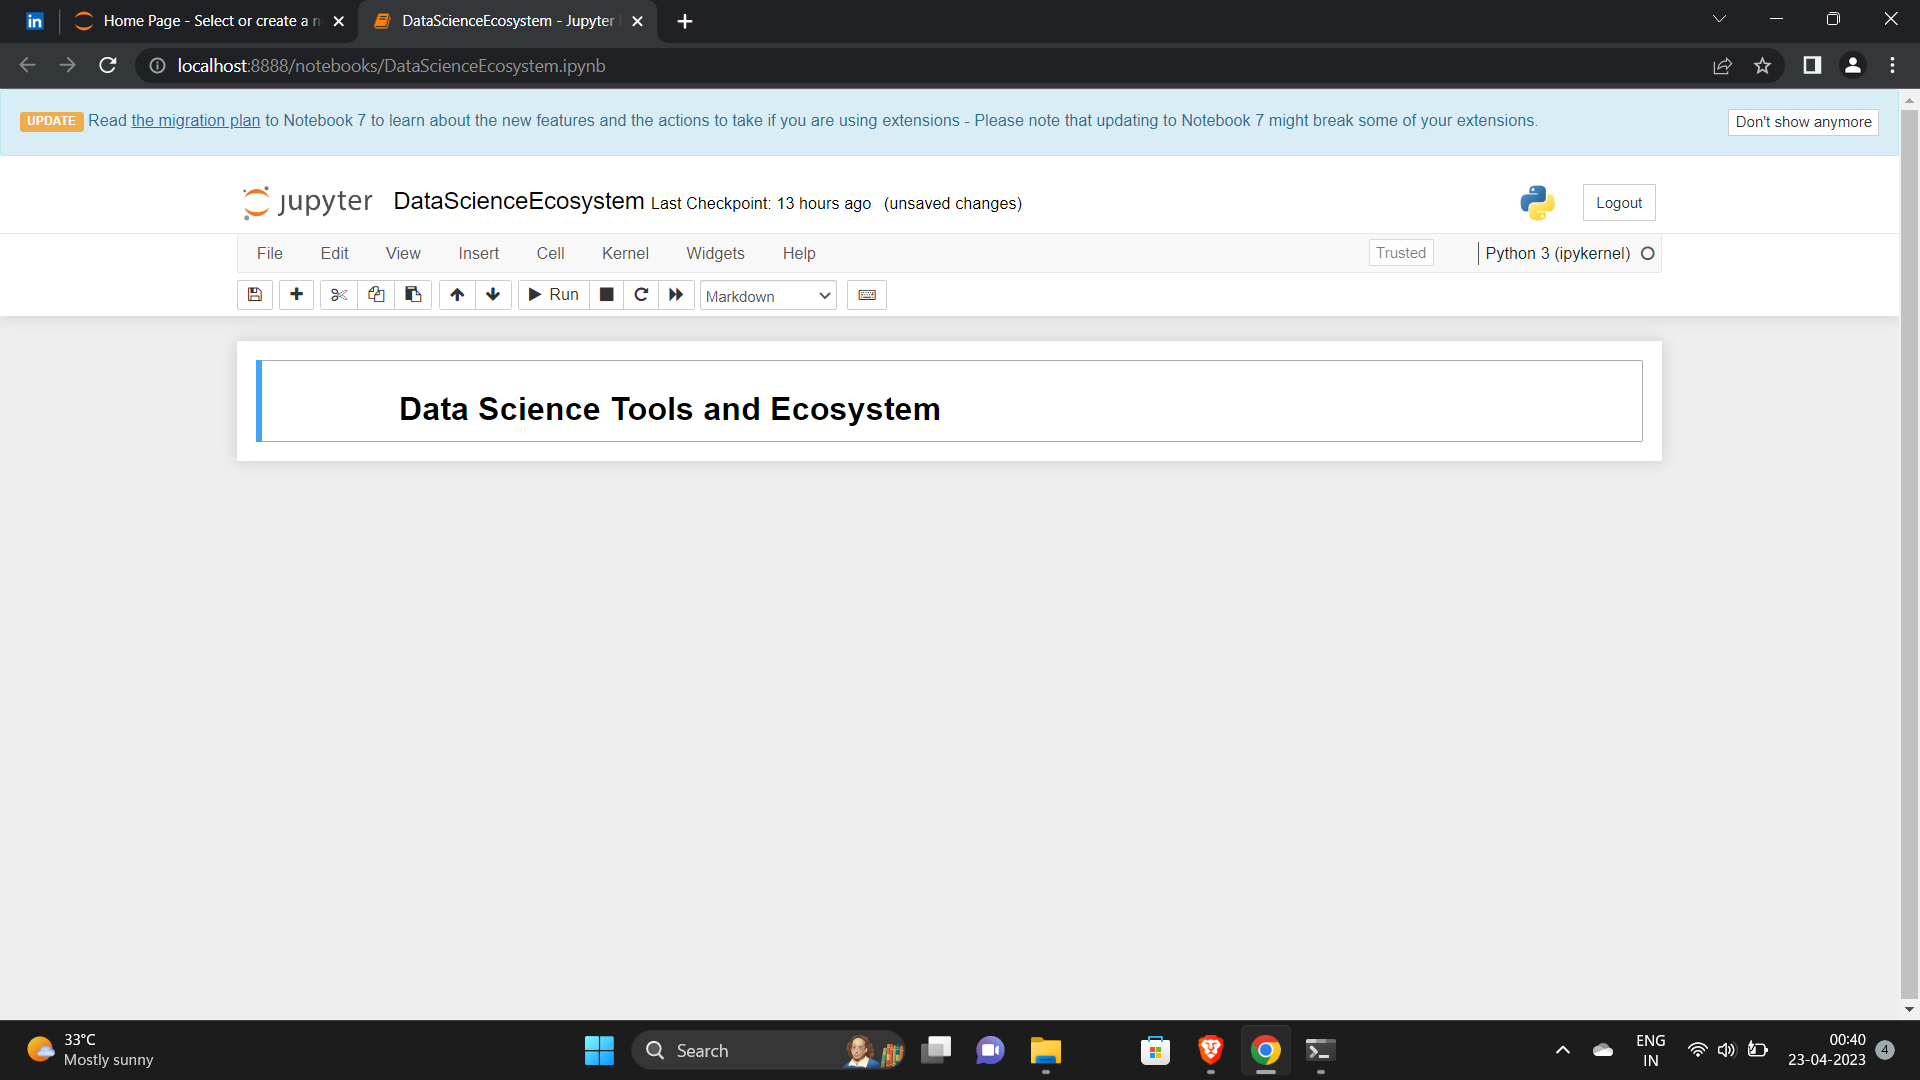 in
Home Page - Select or create a n
DataScienceEcosystem - Jupyter
localhost:8888/notebooks/DataScienceEcosystem.ipynb
UPDATE Read the migration plan to Notebook 7 to learn about the new features and the actions to take if you are using extensions - Please note that updating to Notebook 7 might break some of your extensions.
Don't show anymore
jupyter DataScienceEcosystem Last Checkpoint: 13 hours ago (unsaved changes)
Logout
File Edit View Insert Cell Kernel Widgets Help
Trusted
Python 3 (ipykernel)
Run
Markdown
Data Science Tools and Ecosystem
33°C
Mostly sunny
Search
ENG
IN
00:40
23-04-2023
4